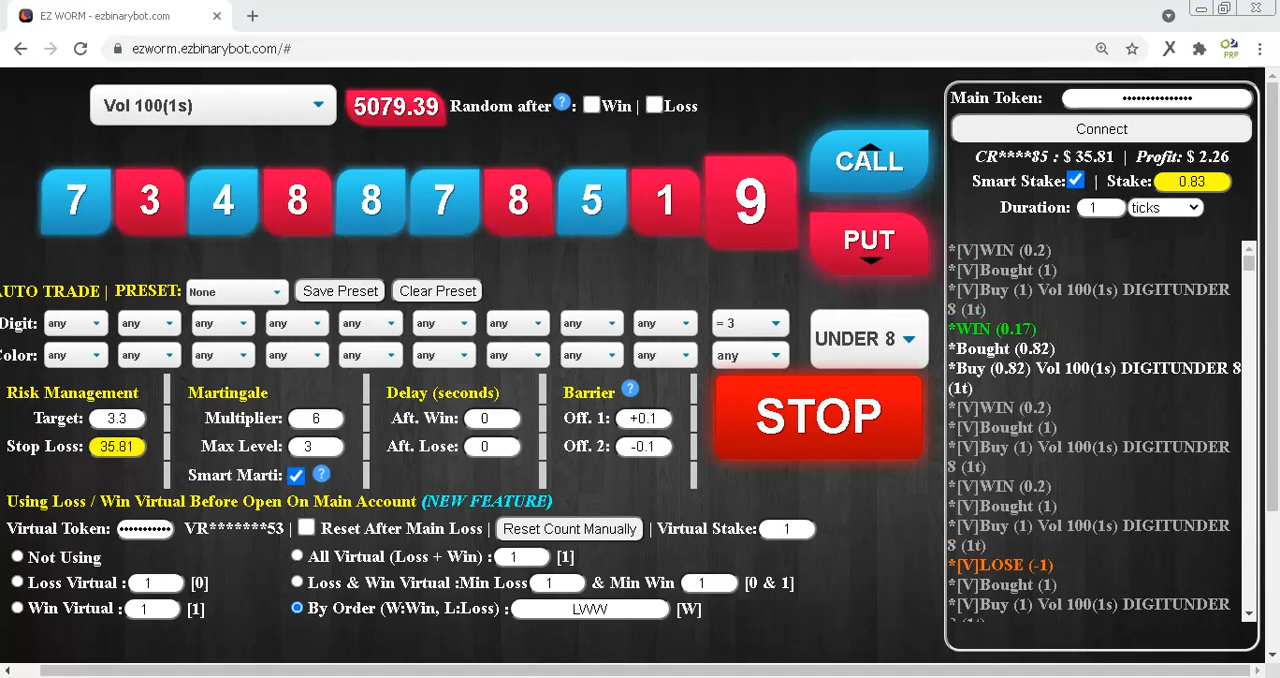 EZ WORM - ezbinarybot.com
ezworm.ezbinarybot.com/#
PRP
Vol 100(1s) 5079.39 Random after ? : Win | Loss
7 3 4 8 8 7 8 5 1 9
CALL
PUT
AUTO TRADE | PRESET: None Save Preset Clear Preset
Digit: any any any any any any any any any = 3
Color: any any any any any any any any any any
UNDER 8
Risk Management
Target: 3.3
Stop Loss: 35.81
Martingale
Multiplier: 6
Max Level: 3
Smart Marti: ?
Delay (seconds)
Aft. Win: 0
Aft. Lose: 0
Barrier ?
Off. 1: +0.1
Off. 2: -0.1
STOP
Using Loss / Win Virtual Before Open On Main Account (NEW FEATURE)
Virtual Token: •••••••••••• VR*******53 | Reset After Main Loss | Reset Count Manually | Virtual Stake: 1
Not Using
All Virtual (Loss + Win) : 1 [1]
Loss Virtual : 1 [0]
Loss & Win Virtual :Min Loss 1 & Min Win 1 [0 & 1]
Win Virtual : 1 [1]
By Order (W:Win, L:Loss) : LWW [W]
Main Token: •••••••••••••••
Connect
CR****85 : $ 35.81 | Profit: $ 2.26
Smart Stake: | Stake: 0.83
Duration: 1 ticks
*[V]WIN (0.2)
*[V]Bought (1)
*[V]Buy (1) Vol 100(1s) DIGITUNDER
8 (1t)
*WIN (0.17)
*Bought (0.82)
*Buy (0.82) Vol 100(1s) DIGITUNDER 8
(1t)
*[V]WIN (0.2)
*[V]Bought (1)
*[V]Buy (1) Vol 100(1s) DIGITUNDER
8 (1t)
*[V]WIN (0.2)
*[V]Bought (1)
*[V]Buy (1) Vol 100(1s) DIGITUNDER
8 (1t)
*[V]LOSE (-1)
*[V]Bought (1)
*[V]Buy (1) Vol 100(1s) DIGITUNDER